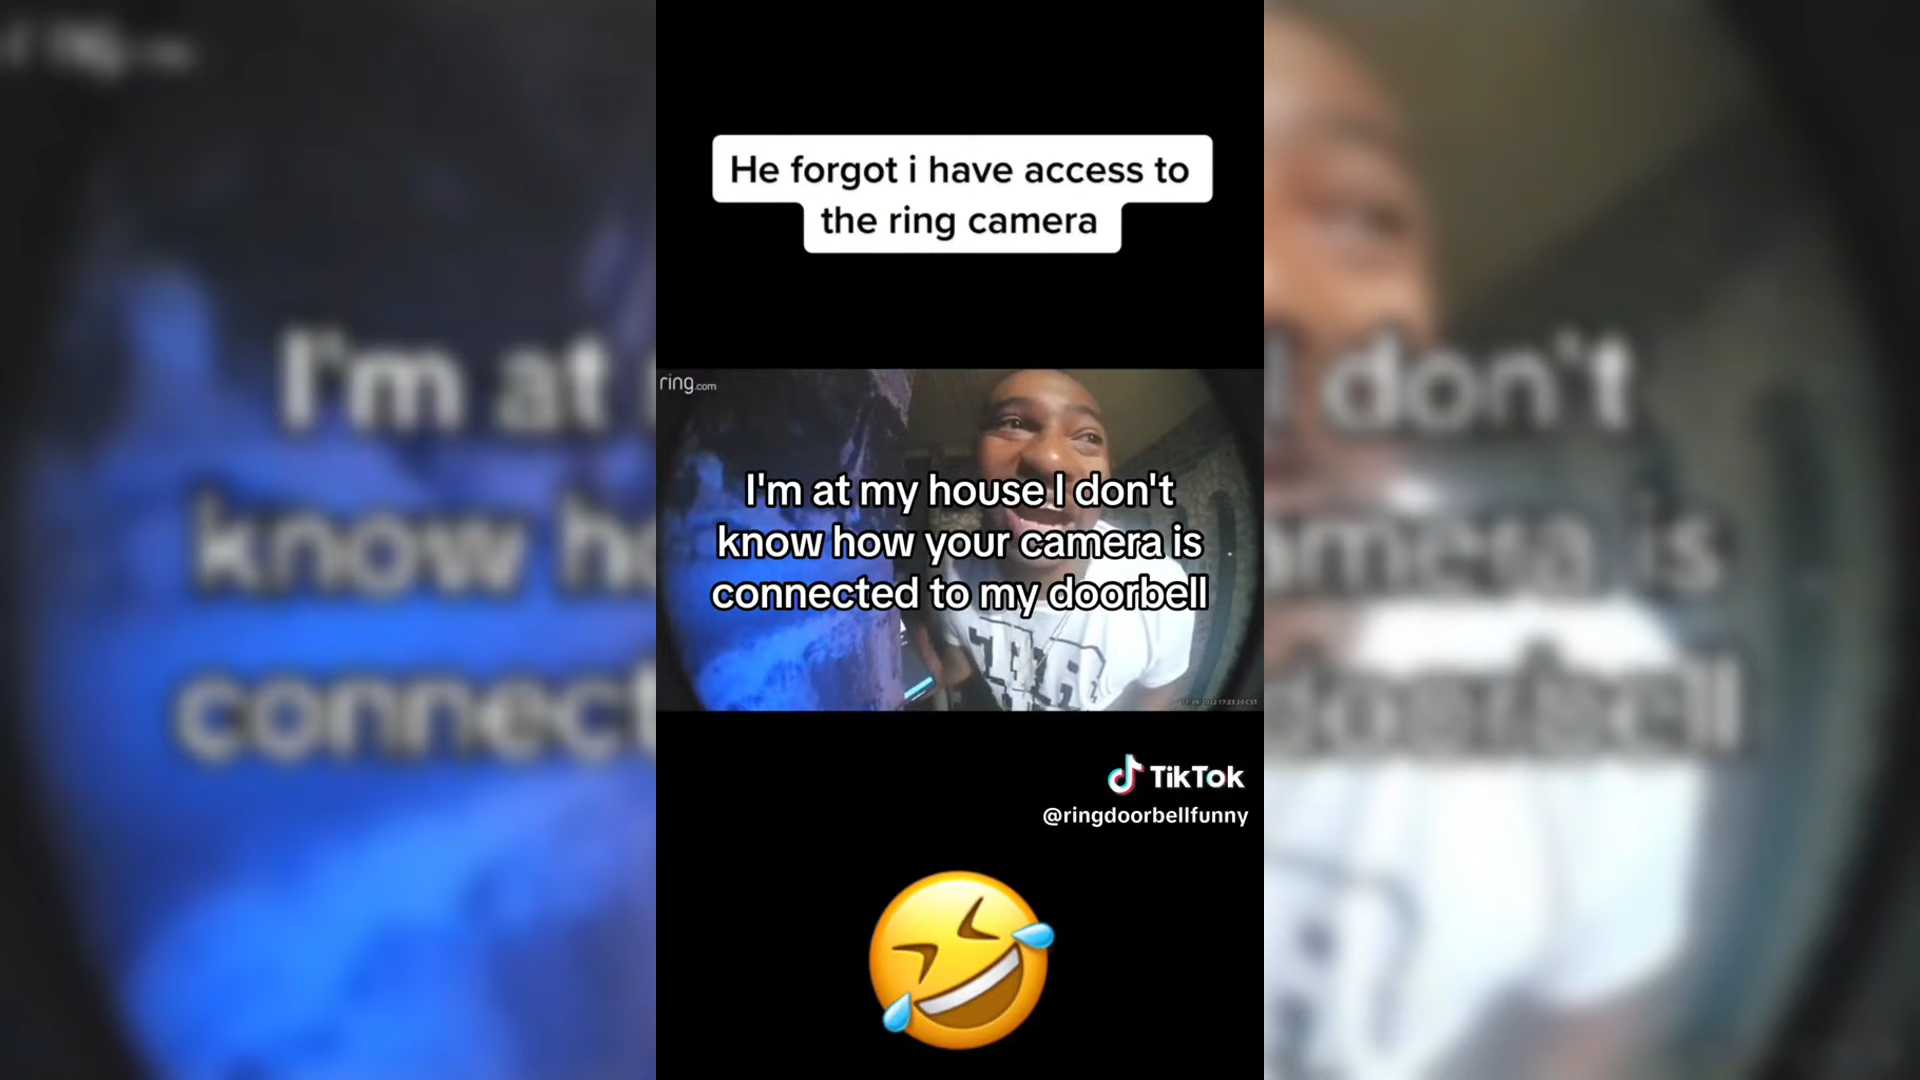 He forgot i have access to
the ring camera
ring.com
I'm at my house I don't
know how your camera is
connected to my doorbell
TikTok
@ringdoorbellfunny